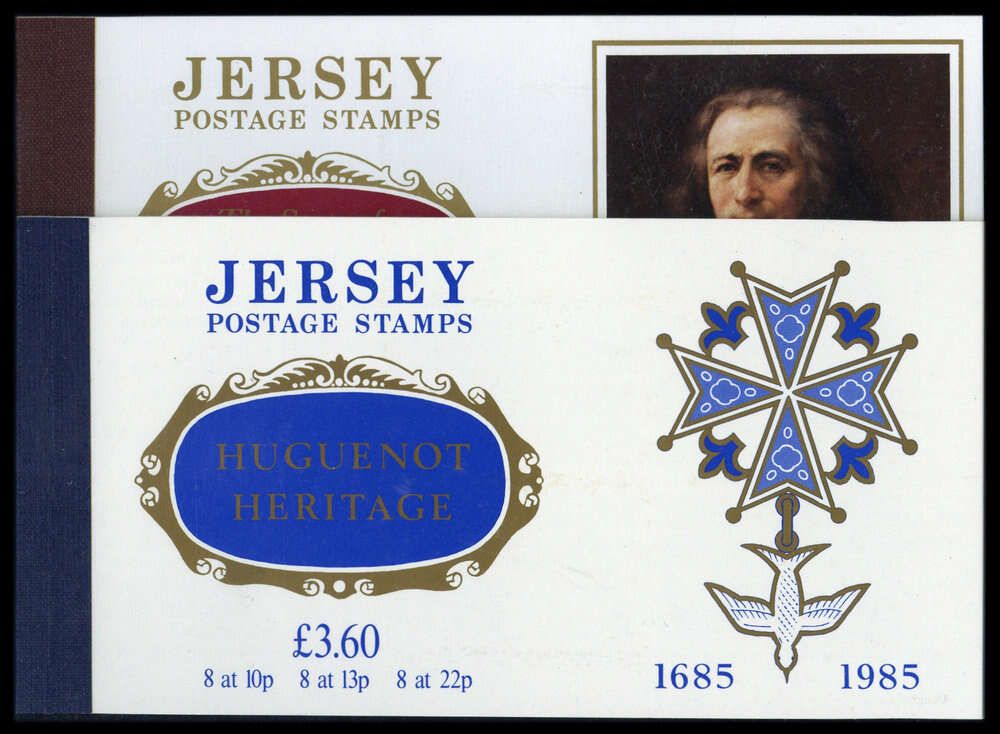 JERSEY
POSTAGE STAMPS
JERSEY
POSTAGE STAMPS
HUGUENOT
HERITAGE
£3.60
8 at 10p 8 at 13p 8 at 22p
1685 1985